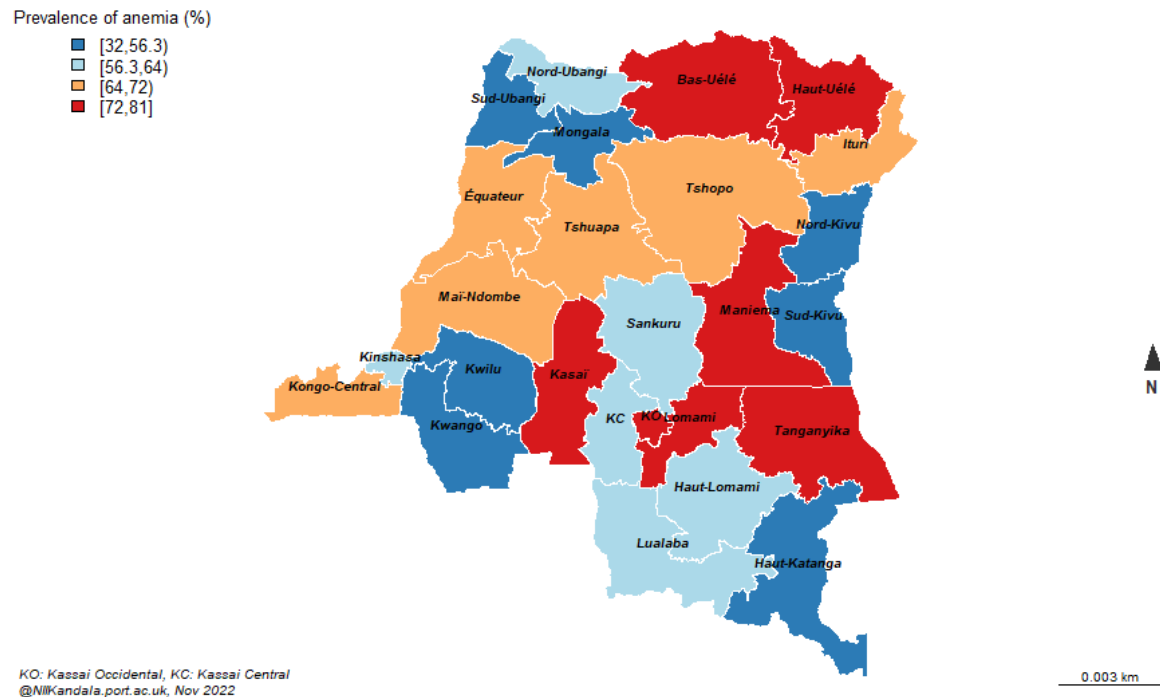 Prevalence of anemia (%)
[32,56.3)
[56.3,64)
[64,72)
[72,81]
Nord-Ubangi
Bas-Uélé
Haut-Uélé
Sud-Ubangi
Mongala
Ituri
Équateur
Tshopo
Tshuapa
Nord-Kivu
Maï-Ndombe
Maniema
Sud-Kivu
Sankuru
Kinshasa
Kwilu
Kasaï
Kongo-Central
KC
KO
Lomami
Kwango
Tanganyika
Haut-Lomami
Lualaba
Haut-Katanga
N
KO: Kassai Occidental, KC: Kassai Central
@NIIKandala.port.ac.uk, Nov 2022
0.003 km